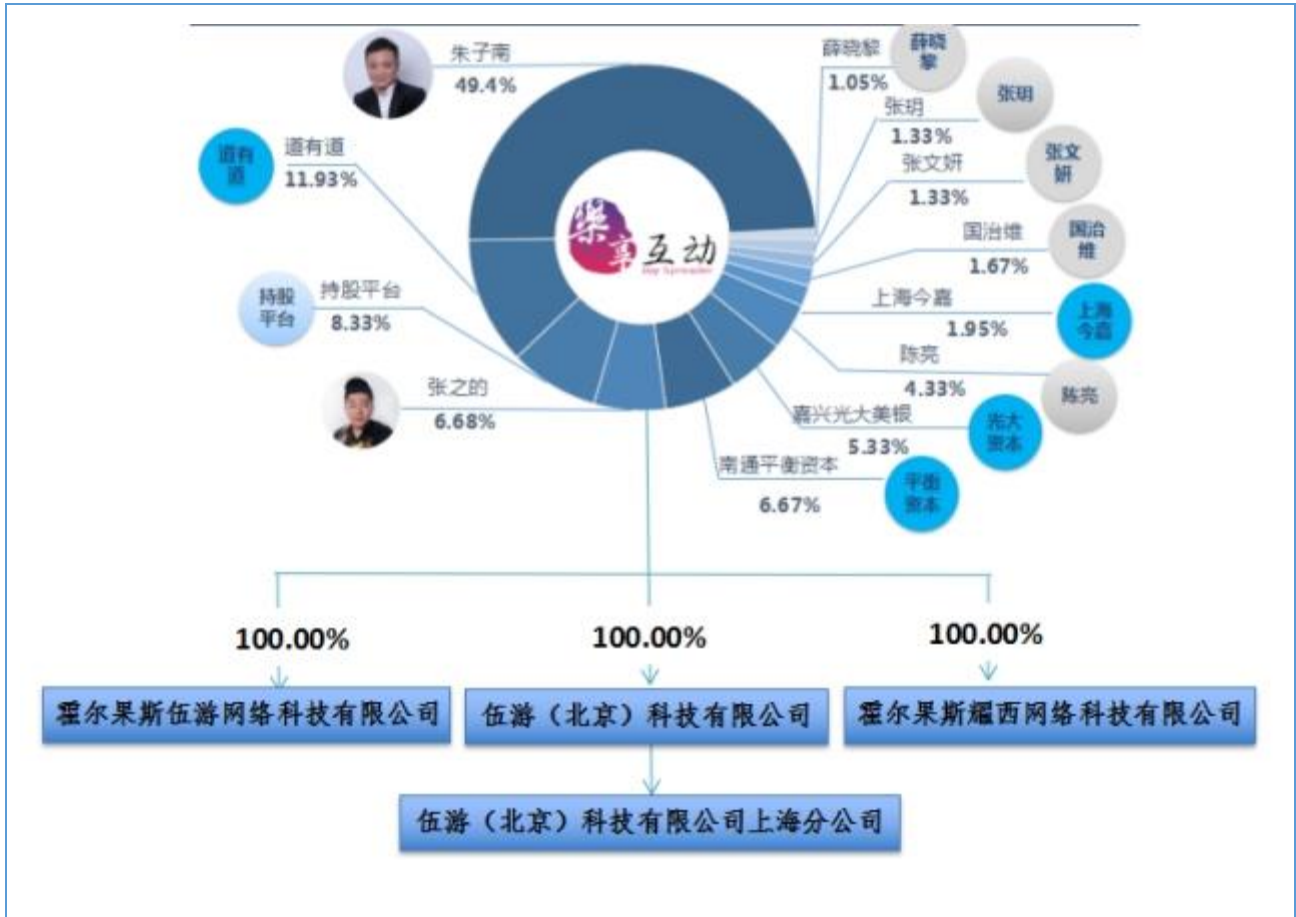 朱子南
49.4%
道有道
道有道
11.93%
持股平台
持股平台
8.33%
张之的
6.68%
薛晓黎
薛晓黎
1.05%
张玥
张玥
1.33%
张文妍
张文妍
1.33%
国治维
国治维
1.67%
上海今嘉
上海今嘉
1.95%
陈亮
陈亮
4.33%
嘉兴光大美银
光大资本
5.33%
南通平衡资本
平衡资本
6.67%
樂享互动
Joy Spreader
100.00%
100.00%
100.00%
霍尔果斯伍游网络科技有限公司
伍游（北京）科技有限公司
霍尔果斯耀西网络科技有限公司
伍游（北京）科技有限公司上海分公司